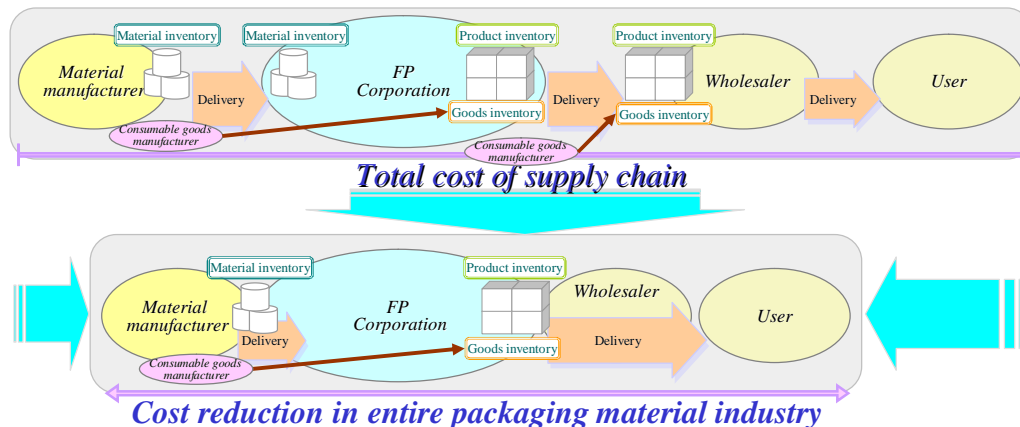 Material inventory
Material inventory
Product inventory
Product inventory
Material
manufacturer
FP
Corporation
Wholesaler
User
Delivery
Delivery
Delivery
Goods inventory
Goods inventory
Consumable goods
manufacturer
Consumable goods
manufacturer
Total cost of supply chain
Material inventory
Product inventory
Material
manufacturer
FP
Corporation
Wholesaler
User
Delivery
Goods inventory
Delivery
Consumable goods
manufacturer
Cost reduction in entire packaging material industry